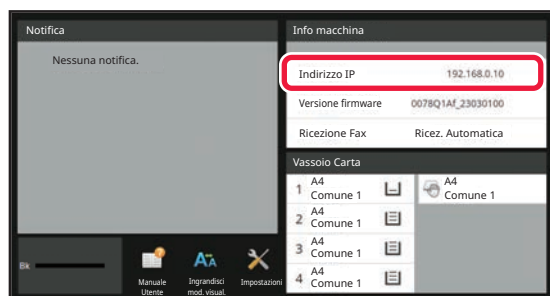 Notifica
Nessuna notifica.
Info macchina
Indirizzo IP 192.168.0.10
Versione firmware 0078Q1Af_23030100
Ricezione Fax Ricez. Automatica
Vassoio Carta
1 A4
Comune 1
A4
Comune 1
2 A4
Comune 1
3 A4
Comune 1
4 A4
Comune 1
Bk
Manuale
Utente
Ingrandisci
mod. visual.
Impostazioni